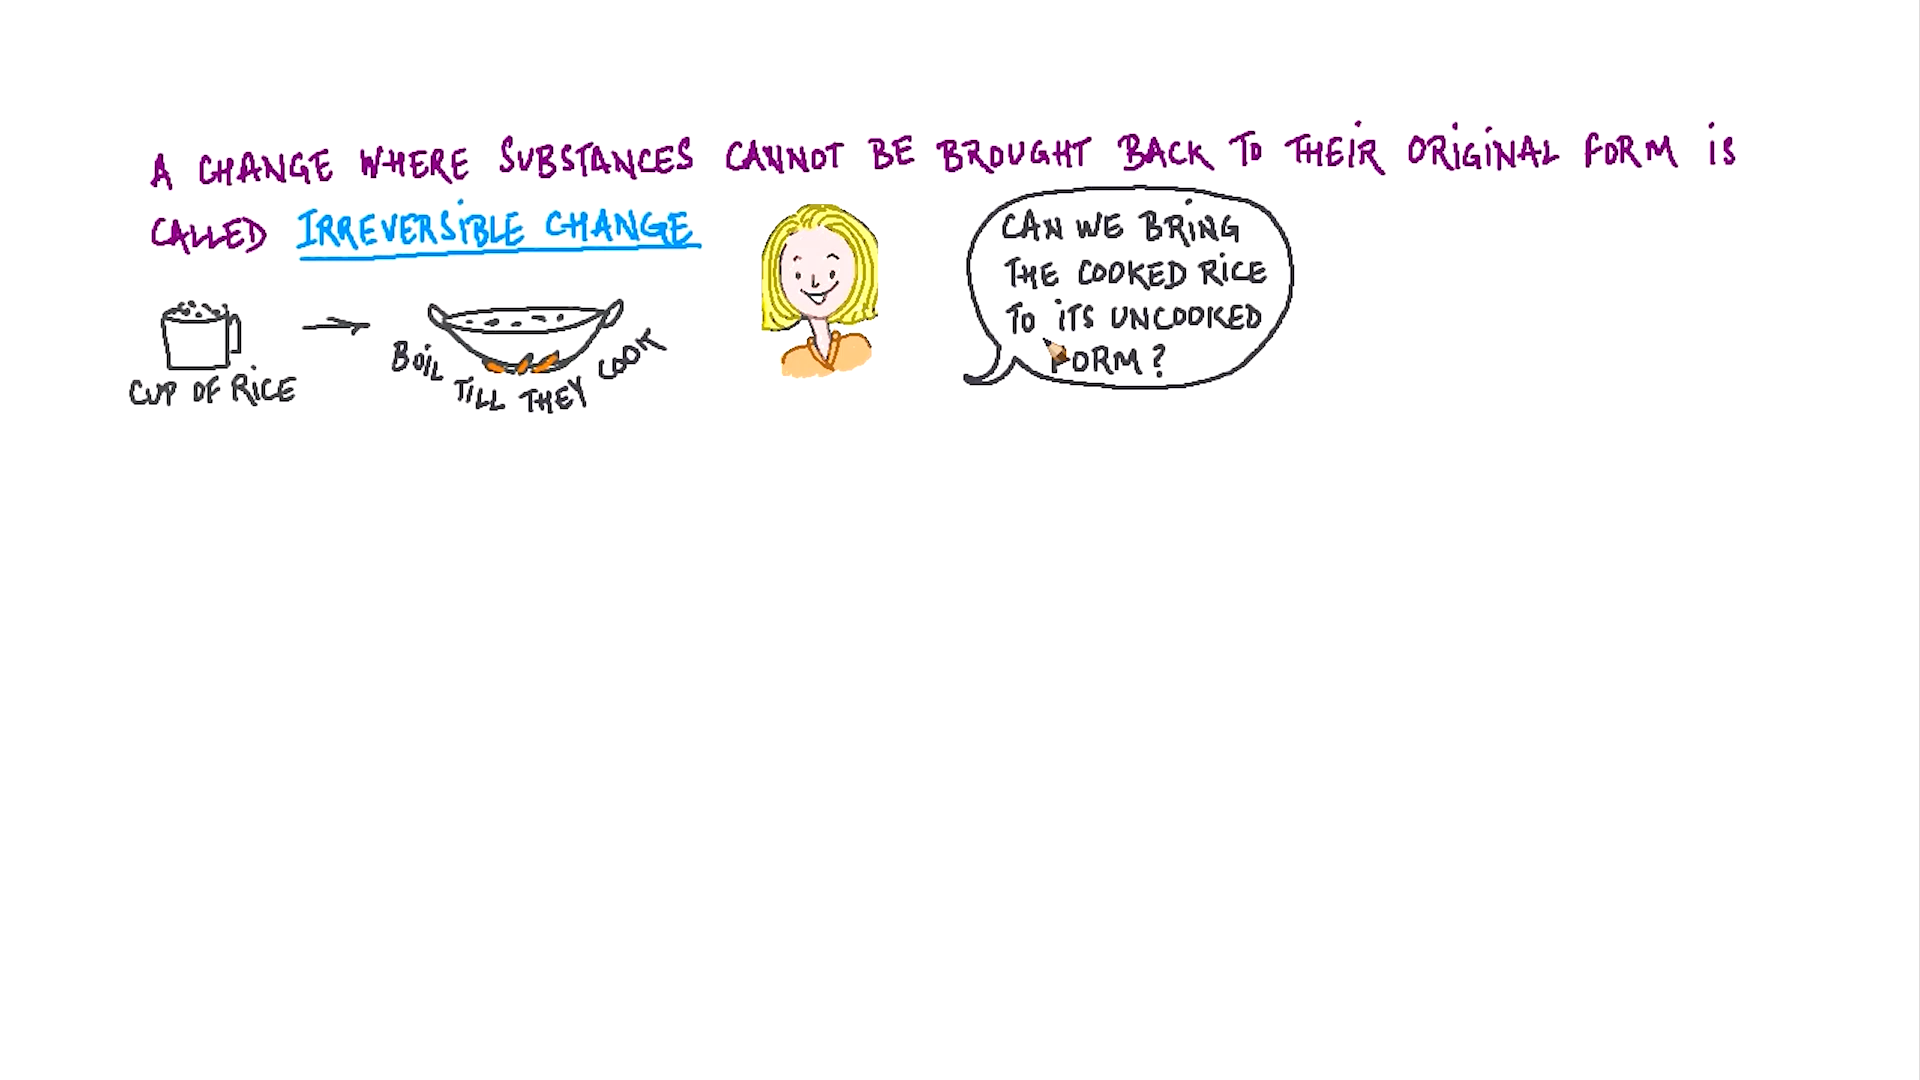 A CHANGE WHERE SUBSTANCES CANNOT BE BROUGHT BACK TO THEIR ORIGINAL FORM IS
CALLED IRREVERSIBLE CHANGE
CAN WE BRING
THE COOKED RICE
TO ITS UNCOOKED
FORM?
CUP OF RICE
BOIL TILL THEY COOK